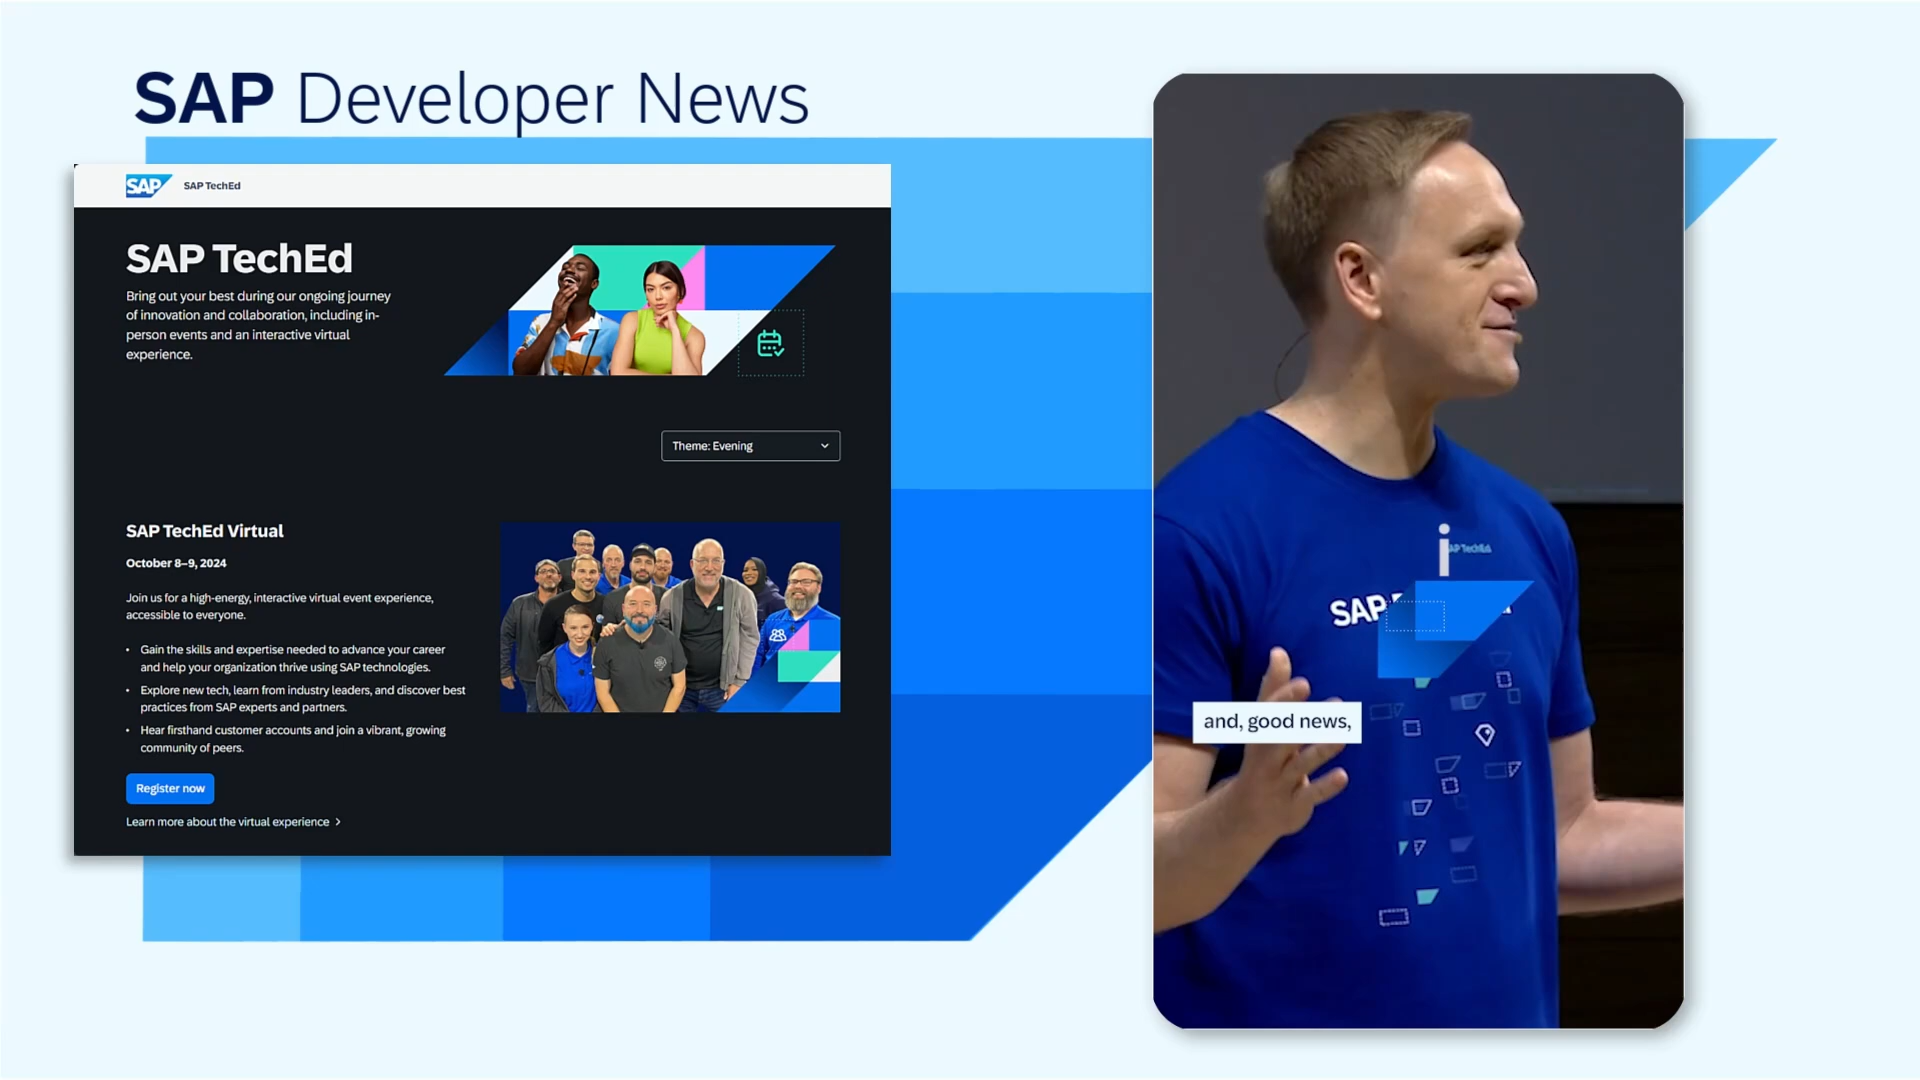 SAP Developer News
SAP SAP TechEd
SAP TechEd
Bring out your best during our ongoing journey
of innovation and collaboration, including in-
person events and an interactive virtual
experience.
Theme: Evening
SAP TechEd Virtual
October 8–9, 2024
Join us for a high-energy, interactive virtual event experience,
accessible to everyone.
• Gain the skills and expertise needed to advance your career
and help your organization thrive using SAP technologies.
• Explore new tech, learn from industry leaders, and discover best
practices from SAP experts and partners.
• Hear firsthand customer accounts and join a vibrant, growing
community of peers.
Register now
Learn more about the virtual experience >
i
SAP
and, good news,